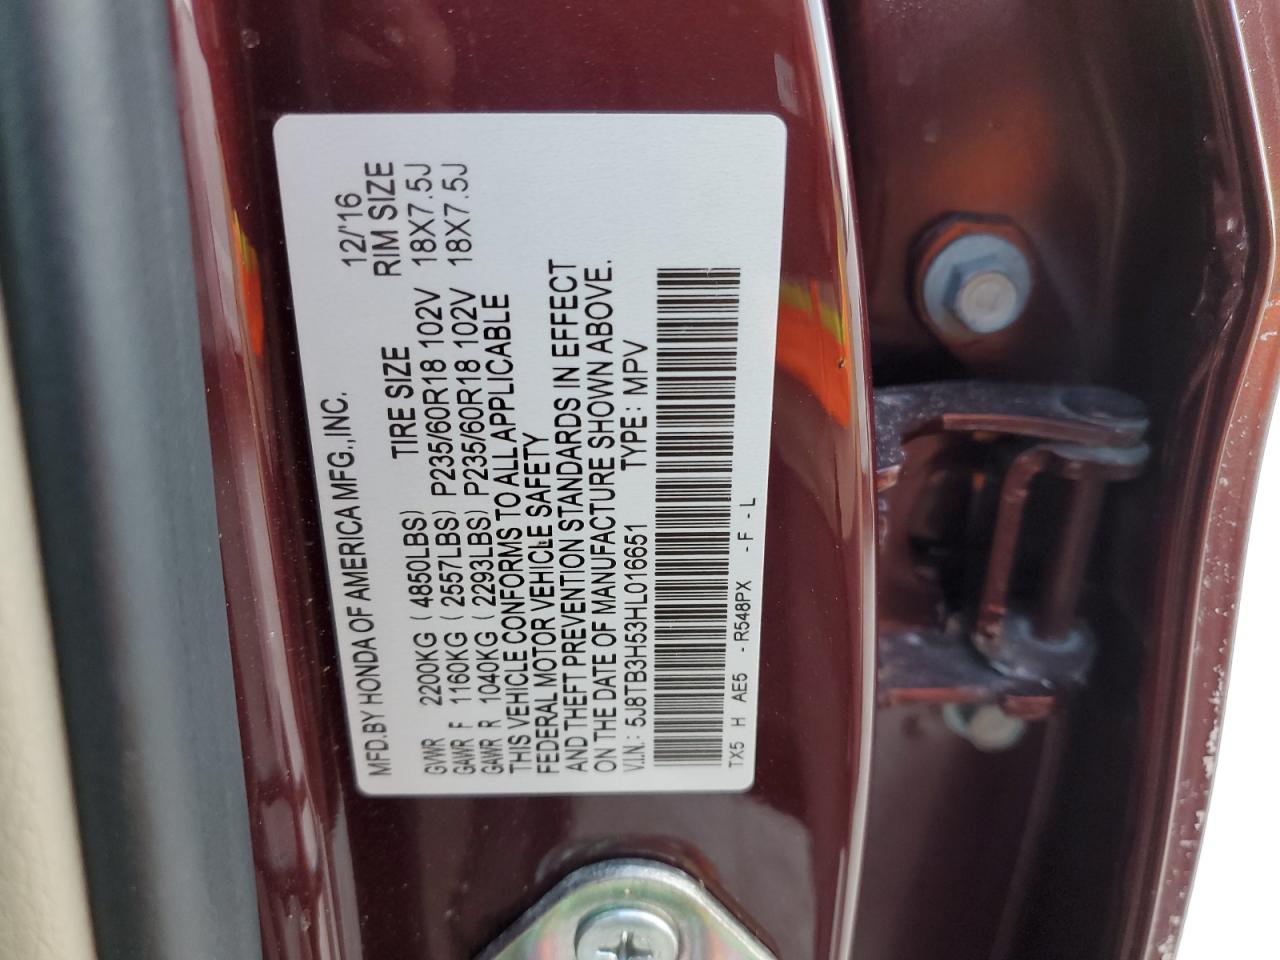 MFD.BY HONDA OF AMERICA MFG.,INC. 12/'16
TIRE SIZE RIM SIZE
GVWR 2200KG ( 4850LBS)
GAWR F 1160KG ( 2557LBS) P235/60R18 102V 18X7.5J
GAWR R 1040KG ( 2293LBS) P235/60R18 102V 18X7.5J
THIS VEHICLE CONFORMS TO ALL APPLICABLE
FEDERAL MOTOR VEHICLE SAFETY
AND THEFT PREVENTION STANDARDS IN EFFECT
ON THE DATE OF MANUFACTURE SHOWN ABOVE.
V.I.N.: 5J8TB3H53HL016651 TYPE: MPV
TX5 H AE5 -R548PX -F-L